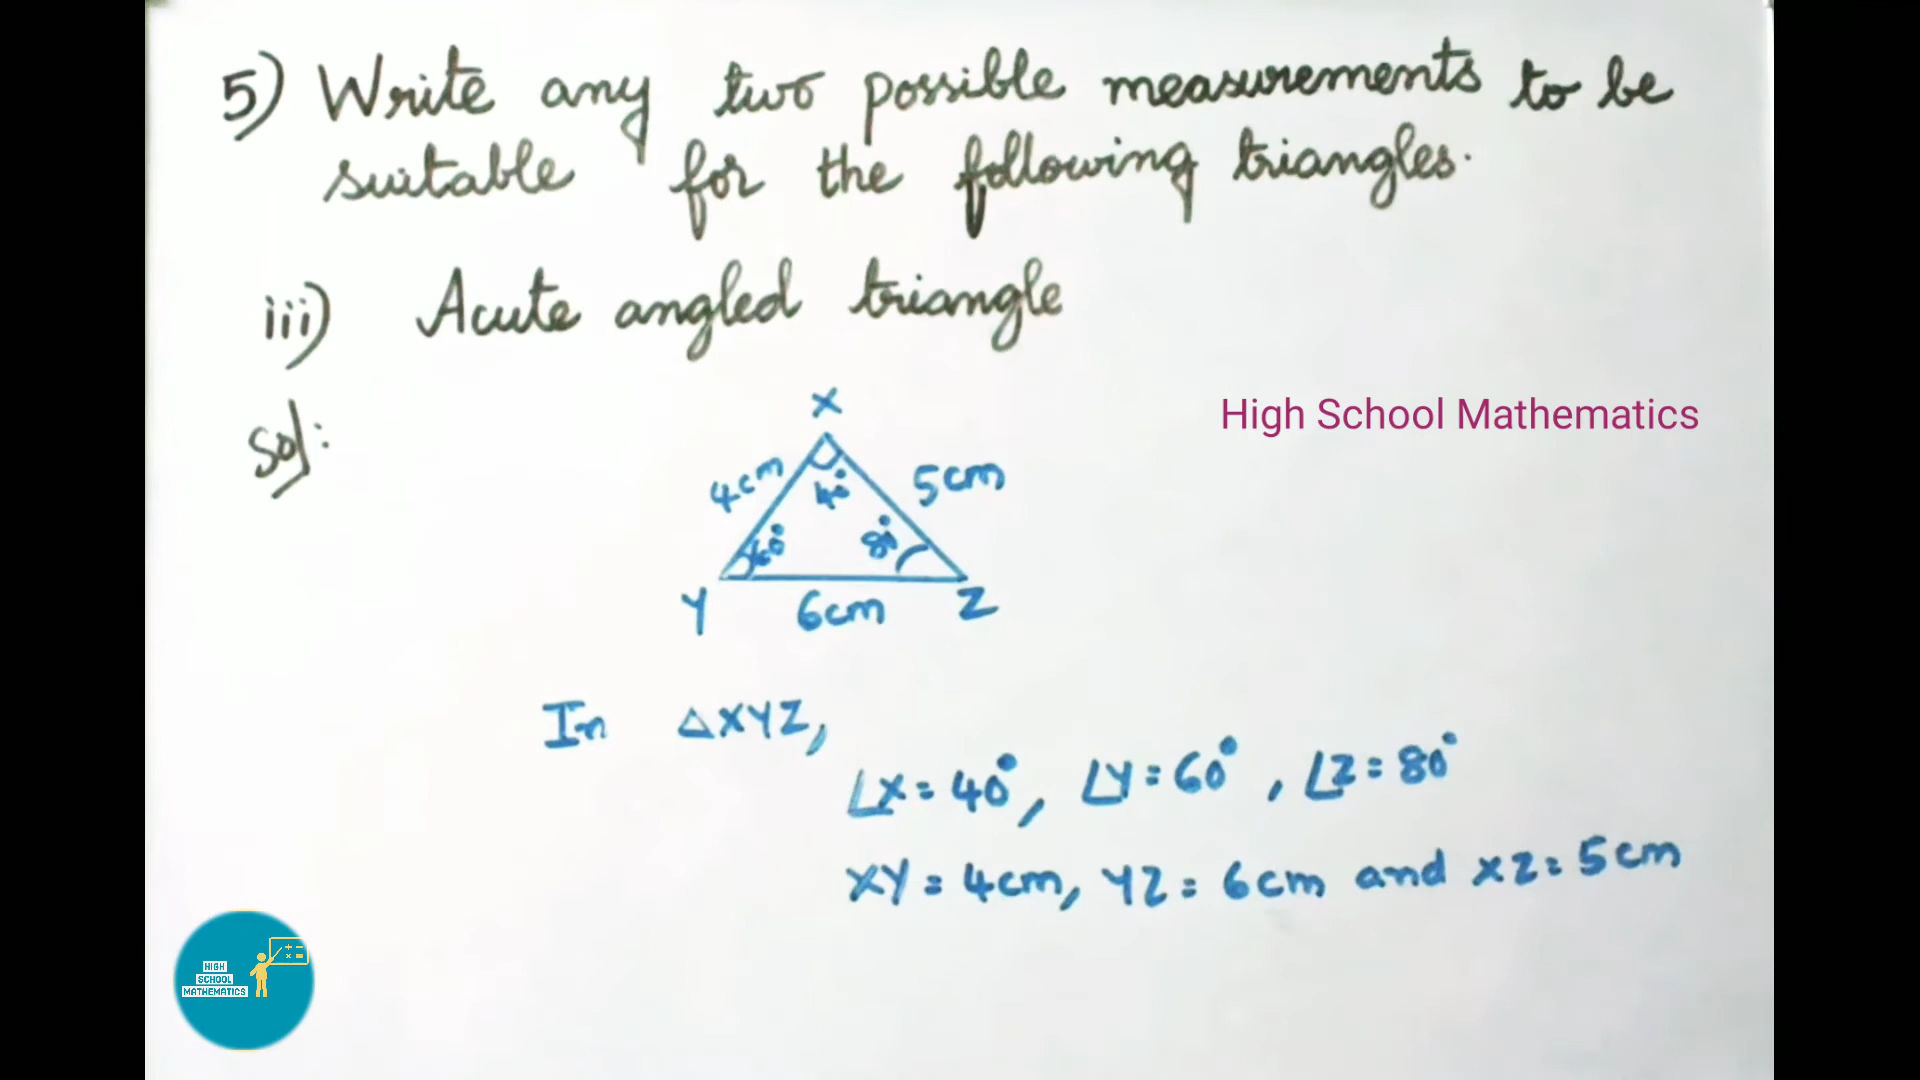 5) Write any two possible measurements to be
suitable for the following triangles.
iii) Acute angled triangle
High School Mathematics
Sol:
X
4cm
40°
5cm
60°
80°
Y
6cm
Z
In ΔXYZ,
∠X = 40°, ∠Y = 60°, ∠Z = 80°
XY = 4cm, YZ = 6cm and XZ = 5cm
HIGH
SCHOOL
MATHEMATICS